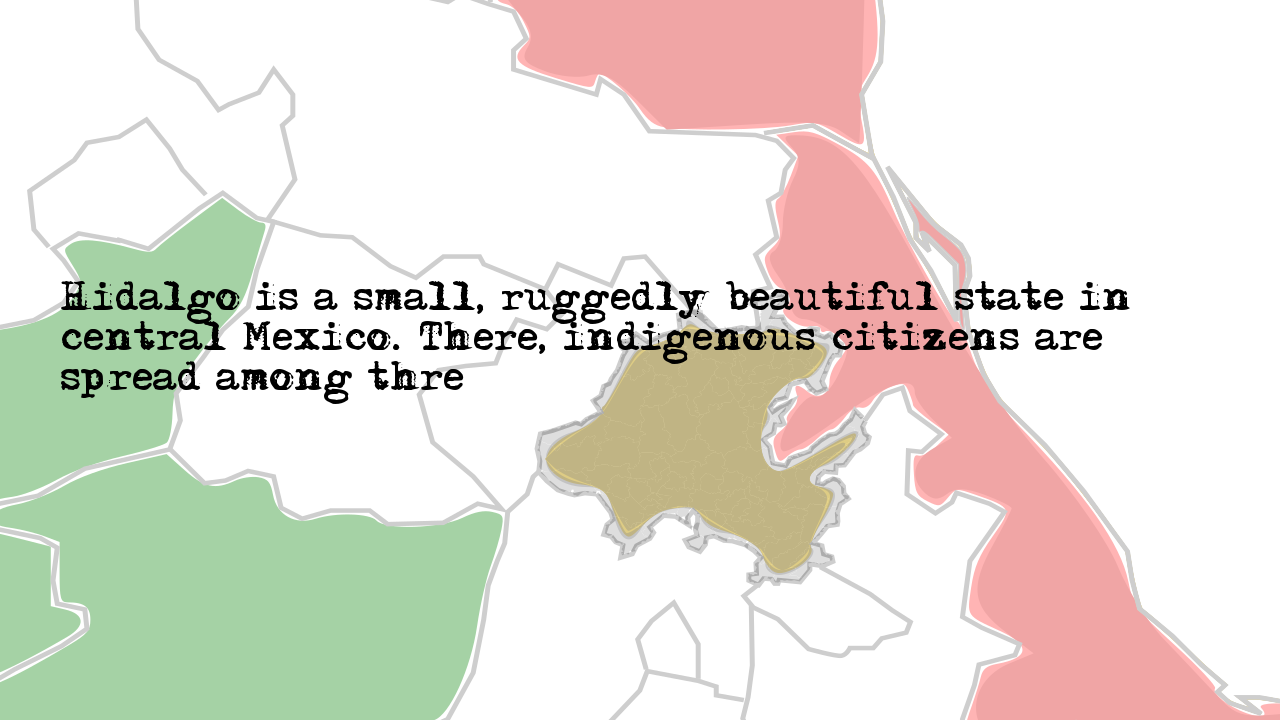 Hidalgo is a small, ruggedly beautiful state in
central Mexico. There, indigenous citizens are
spread among thre